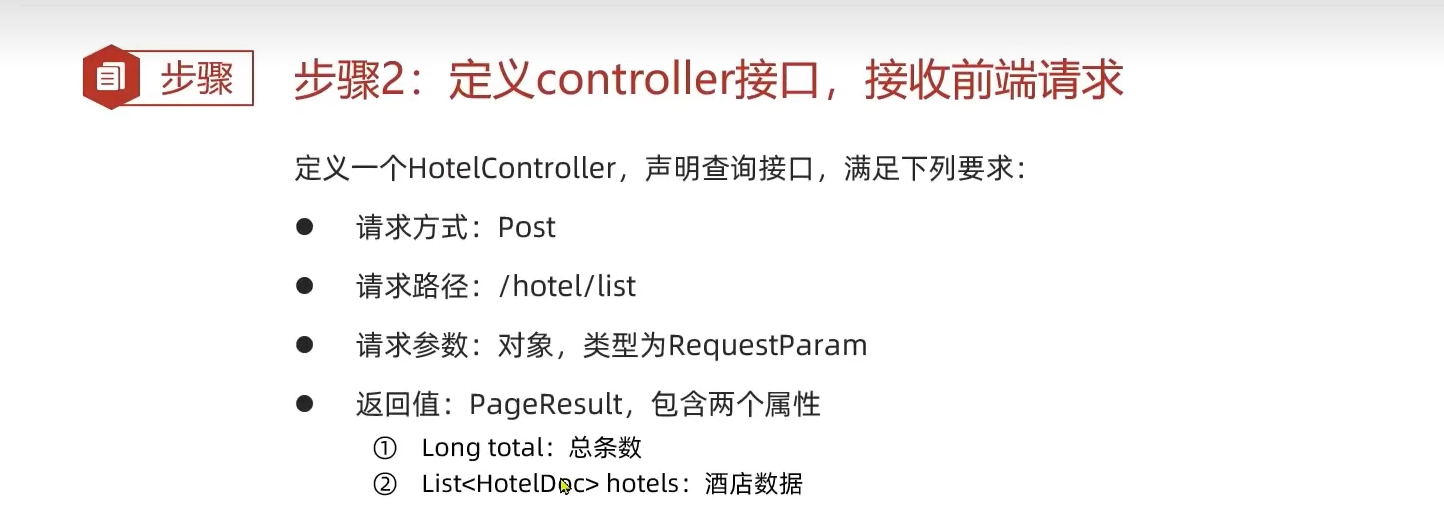 步骤
步骤2：定义controller接口，接收前端请求
定义一个HotelController，声明查询接口，满足下列要求：
● 请求方式：Post
● 请求路径：/hotel/list
● 请求参数：对象，类型为RequestParam
● 返回值：PageResult，包含两个属性
① Long total：总条数
② List<HotelDoc> hotels：酒店数据